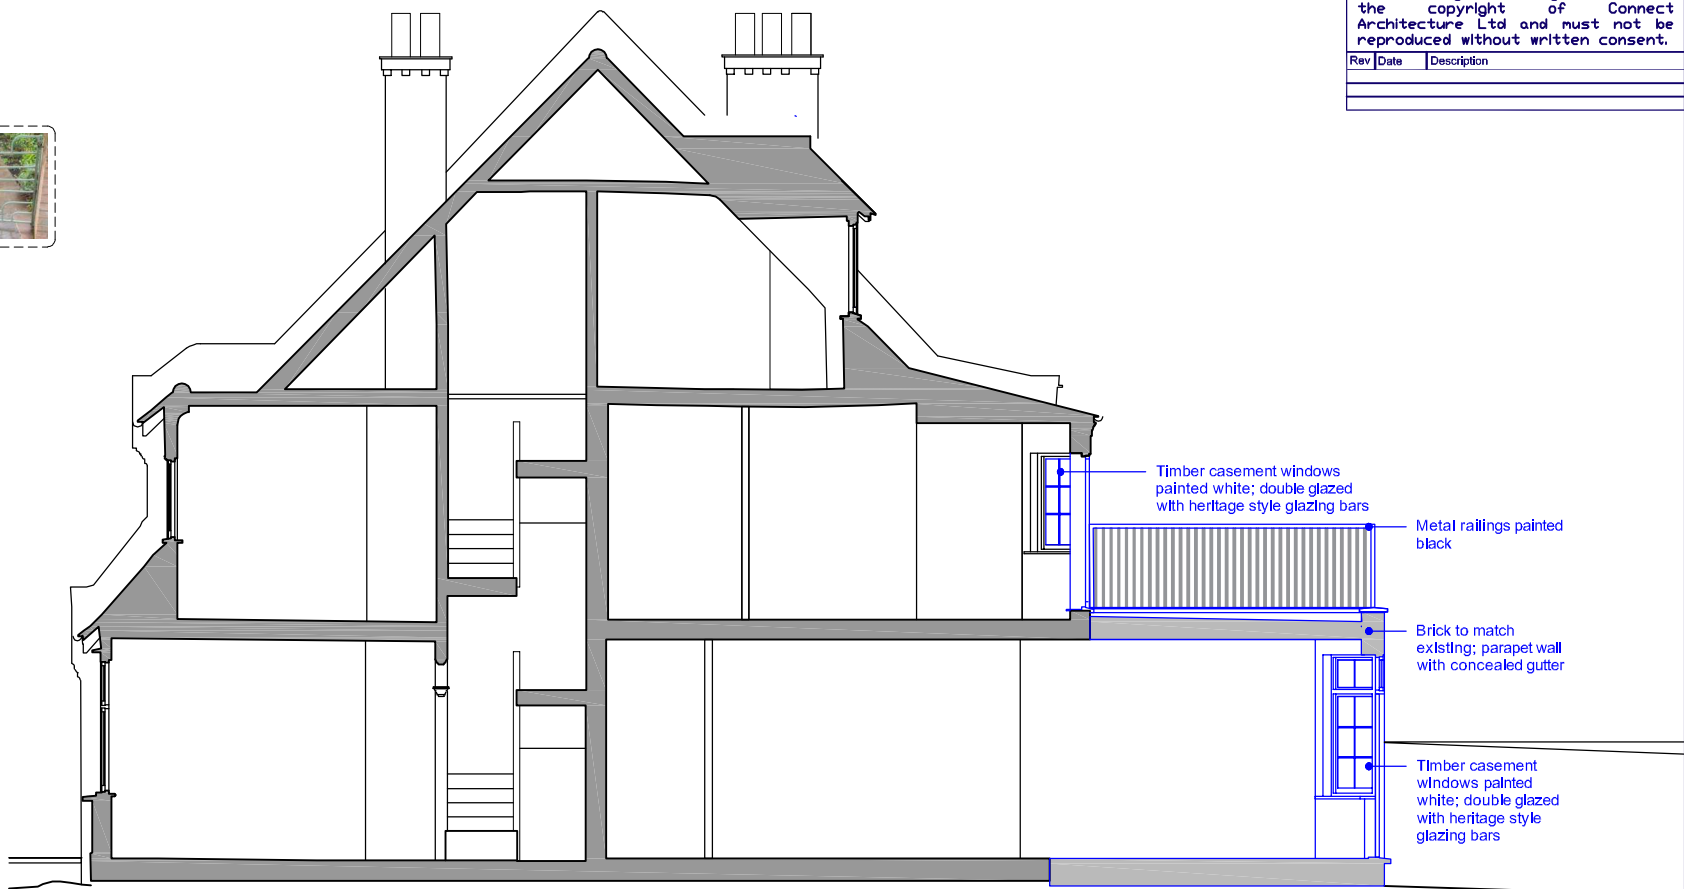 the copyright of Connect
Architecture Ltd and must not be
reproduced without written consent.
Rev Date Description
Timber casement windows
painted white; double glazed
with heritage style glazing bars
Metal railings painted
black
Brick to match
existing; parapet wall
with concealed gutter
Timber casement
windows painted
white; double glazed
with heritage style
glazing bars